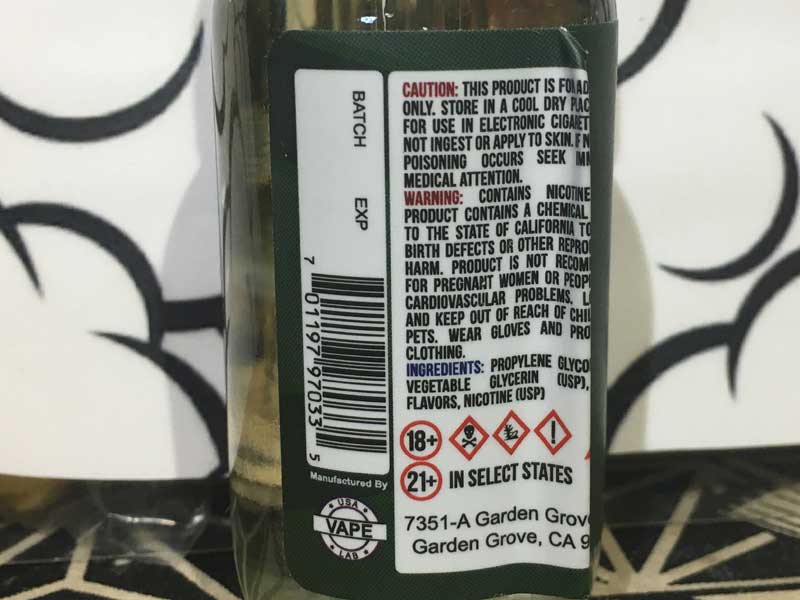 BATCH EXP
7 01197 97033 5
Manufactured By
USA
VAPE
LAB
CAUTION: THIS PRODUCT IS FOR AD
ONLY. STORE IN A COOL DRY PLAC
FOR USE IN ELECTRONIC CIGARET
NOT INGEST OR APPLY TO SKIN. IF N
POISONING OCCURS SEEK IMM
MEDICAL ATTENTION.
WARNING: CONTAINS NICOTINE
PRODUCT CONTAINS A CHEMICAL
TO THE STATE OF CALIFORNIA TO
BIRTH DEFECTS OR OTHER REPRO
HARM. PRODUCT IS NOT RECOM
FOR PREGNANT WOMEN OR PEOP
CARDIOVASCULAR PROBLEMS. L
AND KEEP OUT OF REACH OF CHIL
PETS. WEAR GLOVES AND PRO
CLOTHING.
INGREDIENTS: PROPYLENE GLYCO
VEGETABLE GLYCERIN (USP),
FLAVORS, NICOTINE (USP)
18+
21+ IN SELECT STATES
7351-A Garden Grove
Garden Grove, CA 9